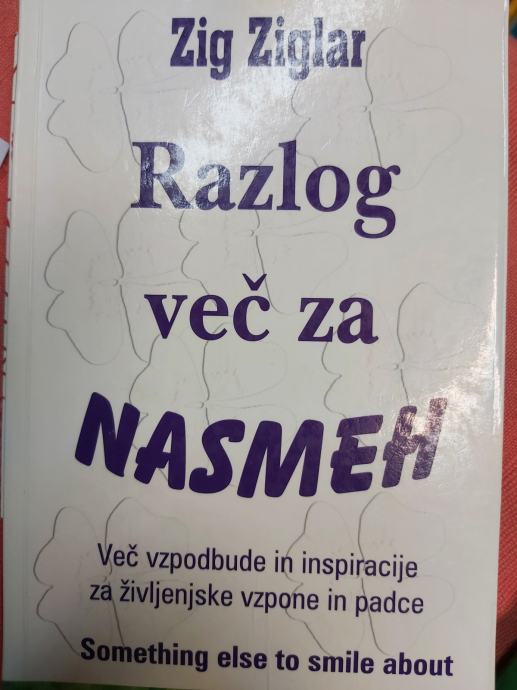 Zig Ziglar
Razlog
več za
NASMEH
Več vzpodbude in inspiracije
za življenjske vzpone in padce
Something else to smile about